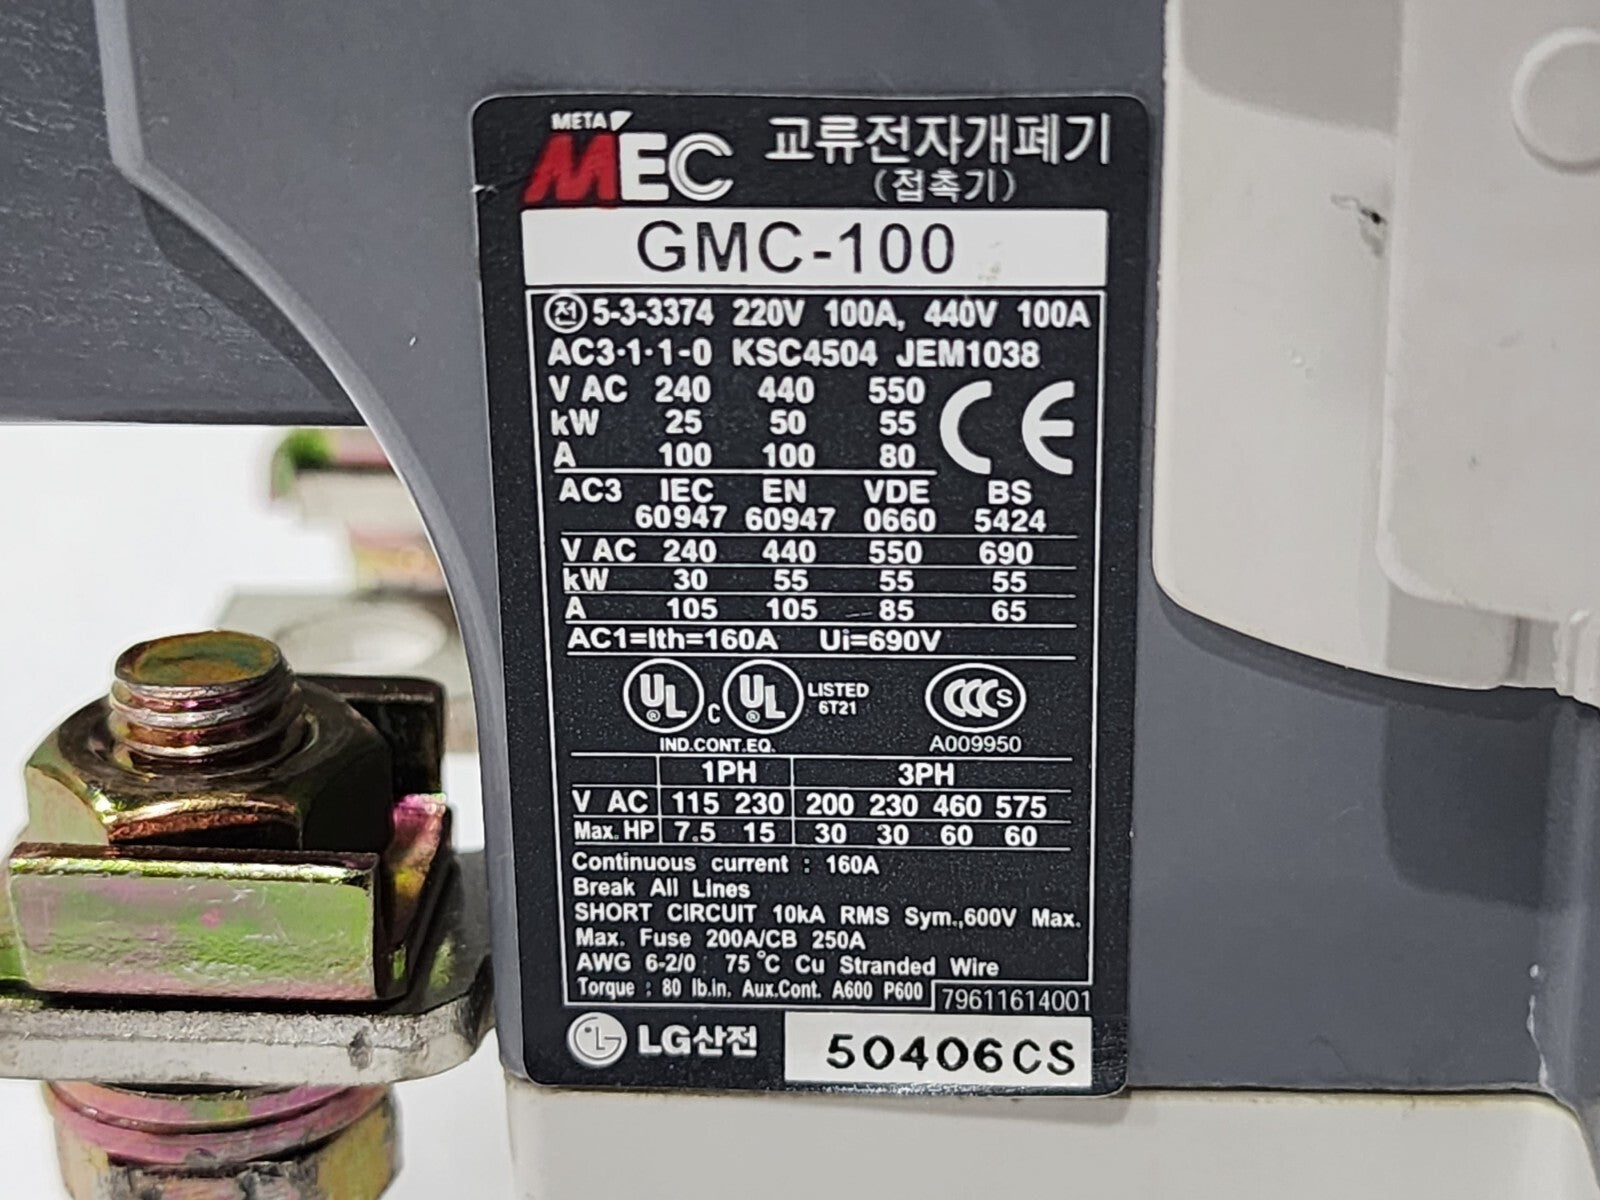 META
MEC 교류전자개폐기
(접촉기)
GMC-100
전 5-3-3374 220V 100A, 440V 100A
AC3·1·1-0 KSC4504 JEM1038
V AC 240 440 550
kW 25 50 55
A 100 100 80
CE
AC3 IEC EN VDE BS
60947 60947 0660 5424
V AC 240 440 550 690
kW 30 55 55 55
A 105 105 85 65
AC1=Ith=160A Ui=690V
UL ® C UL ® LISTED
6T21
CCC S
IND.CONT.EQ. A009950
1PH 3PH
V AC 115 230 200 230 460 575
Max. HP 7.5 15 30 30 60 60
Continuous current : 160A
Break All Lines
SHORT CIRCUIT 10kA RMS Sym.,600V Max.
Max. Fuse 200A/CB 250A
AWG 6-2/0 75°C Cu Stranded Wire
Torque : 80 lb.in. Aux.Cont. A600 P600 79611614001
LG LG산전 50406CS